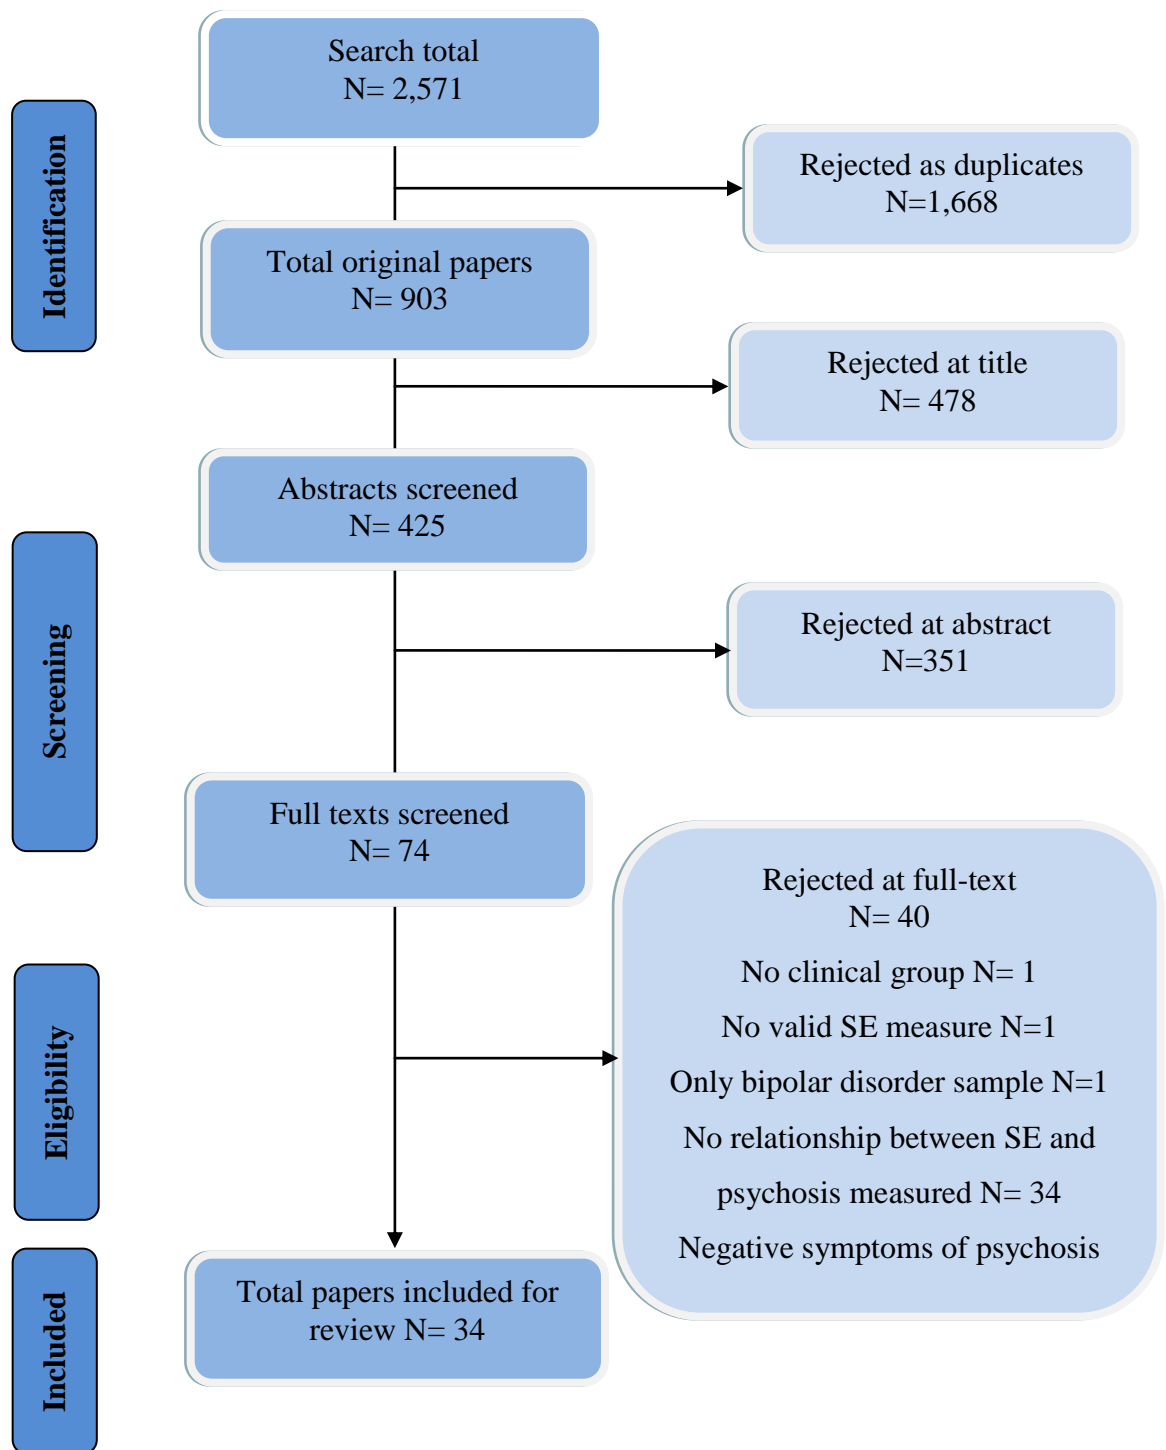 Search total
N= 2,571
Identification
Rejected as duplicates
N=1,668
Total original papers
N= 903
Rejected at title
N= 478
Abstracts screened
N= 425
Screening
Rejected at abstract
N=351
Full texts screened
N= 74
Rejected at full-text
N= 40
No clinical group N= 1
No valid SE measure N=1
Only bipolar disorder sample N=1
No relationship between SE and
psychosis measured N= 34
Negative symptoms of psychosis
Eligibility
Total papers included for
review N= 34
Included